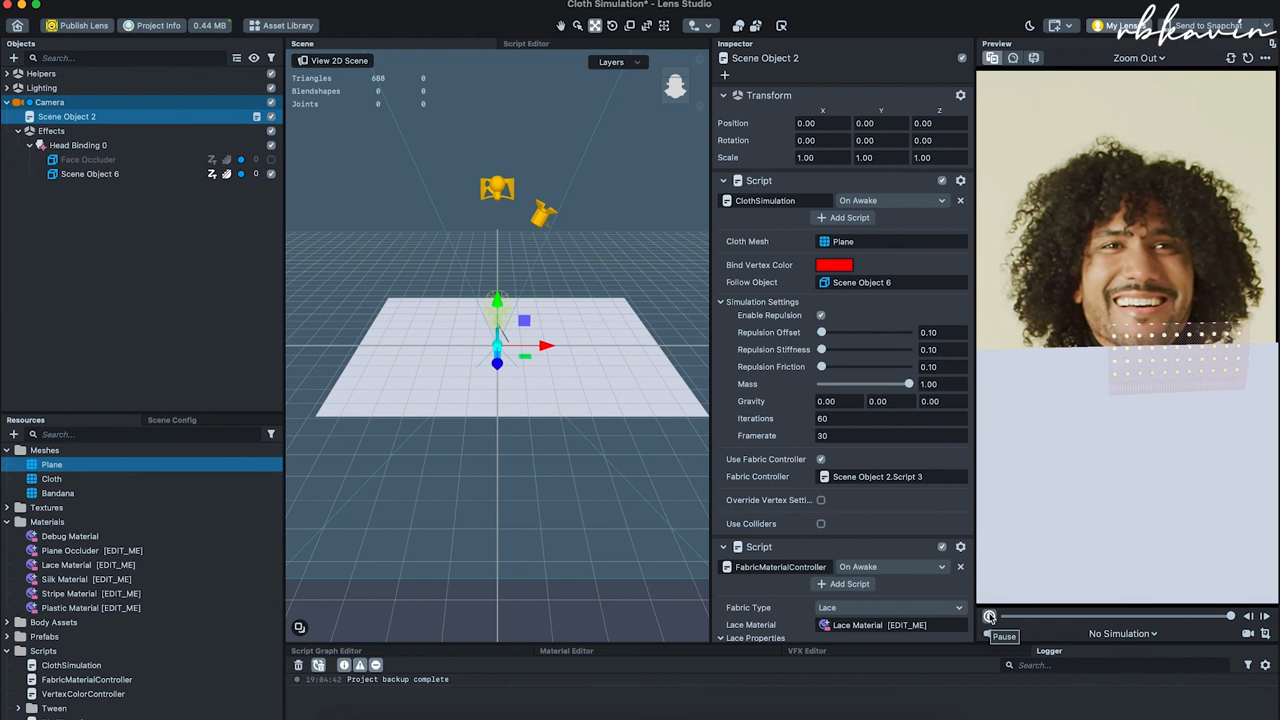 Cloth Simulation* - Lens Studio
Publish Lens
Project Info
0.44 MB
Asset Library
My Lenses
Send to Snapchat
rbkavin
Objects
Search...
Helpers
Lighting
Camera
Scene Object 2
Effects
Head Binding 0
Face Occluder
0
Scene Object 6
0
Resources
Scene Config
Search...
Meshes
Plane
Cloth
Bandana
Textures
Materials
Debug Material
Plane Occluder [EDIT_ME]
Lace Material [EDIT_ME]
Silk Material [EDIT_ME]
Stripe Material [EDIT_ME]
Plastic Material [EDIT_ME]
Body Assets
Prefabs
Scripts
ClothSimulation
FabricMaterialController
VertexColorController
Tween
Scene
Script Editor
View 2D Scene
Layers
Triangles 688 0
Blendshapes 0 0
Joints 0 0
Script Graph Editor
Material Editor
VFX Editor
Logger
Search...
19:04:42 Project backup complete
Inspector
Scene Object 2
Transform
X Y Z
Position 0.00 0.00 0.00
Rotation 0.00 0.00 0.00
Scale 1.00 1.00 1.00
Script
ClothSimulation On Awake
Add Script
Cloth Mesh Plane
Bind Vertex Color
Follow Object Scene Object 6
Simulation Settings
Enable Repulsion
Repulsion Offset 0.10
Repulsion Stiffness 0.10
Repulsion Friction 0.10
Mass 1.00
Gravity 0.00 0.00 0.00
Iterations 60
Framerate 30
Use Fabric Controller
Fabric Controller Scene Object 2.Script 3
Override Vertex Setti...
Use Colliders
Script
FabricMaterialController On Awake
Add Script
Fabric Type Lace
Lace Material Lace Material [EDIT_ME]
Lace Properties
Preview
Zoom Out
Pause
No Simulation